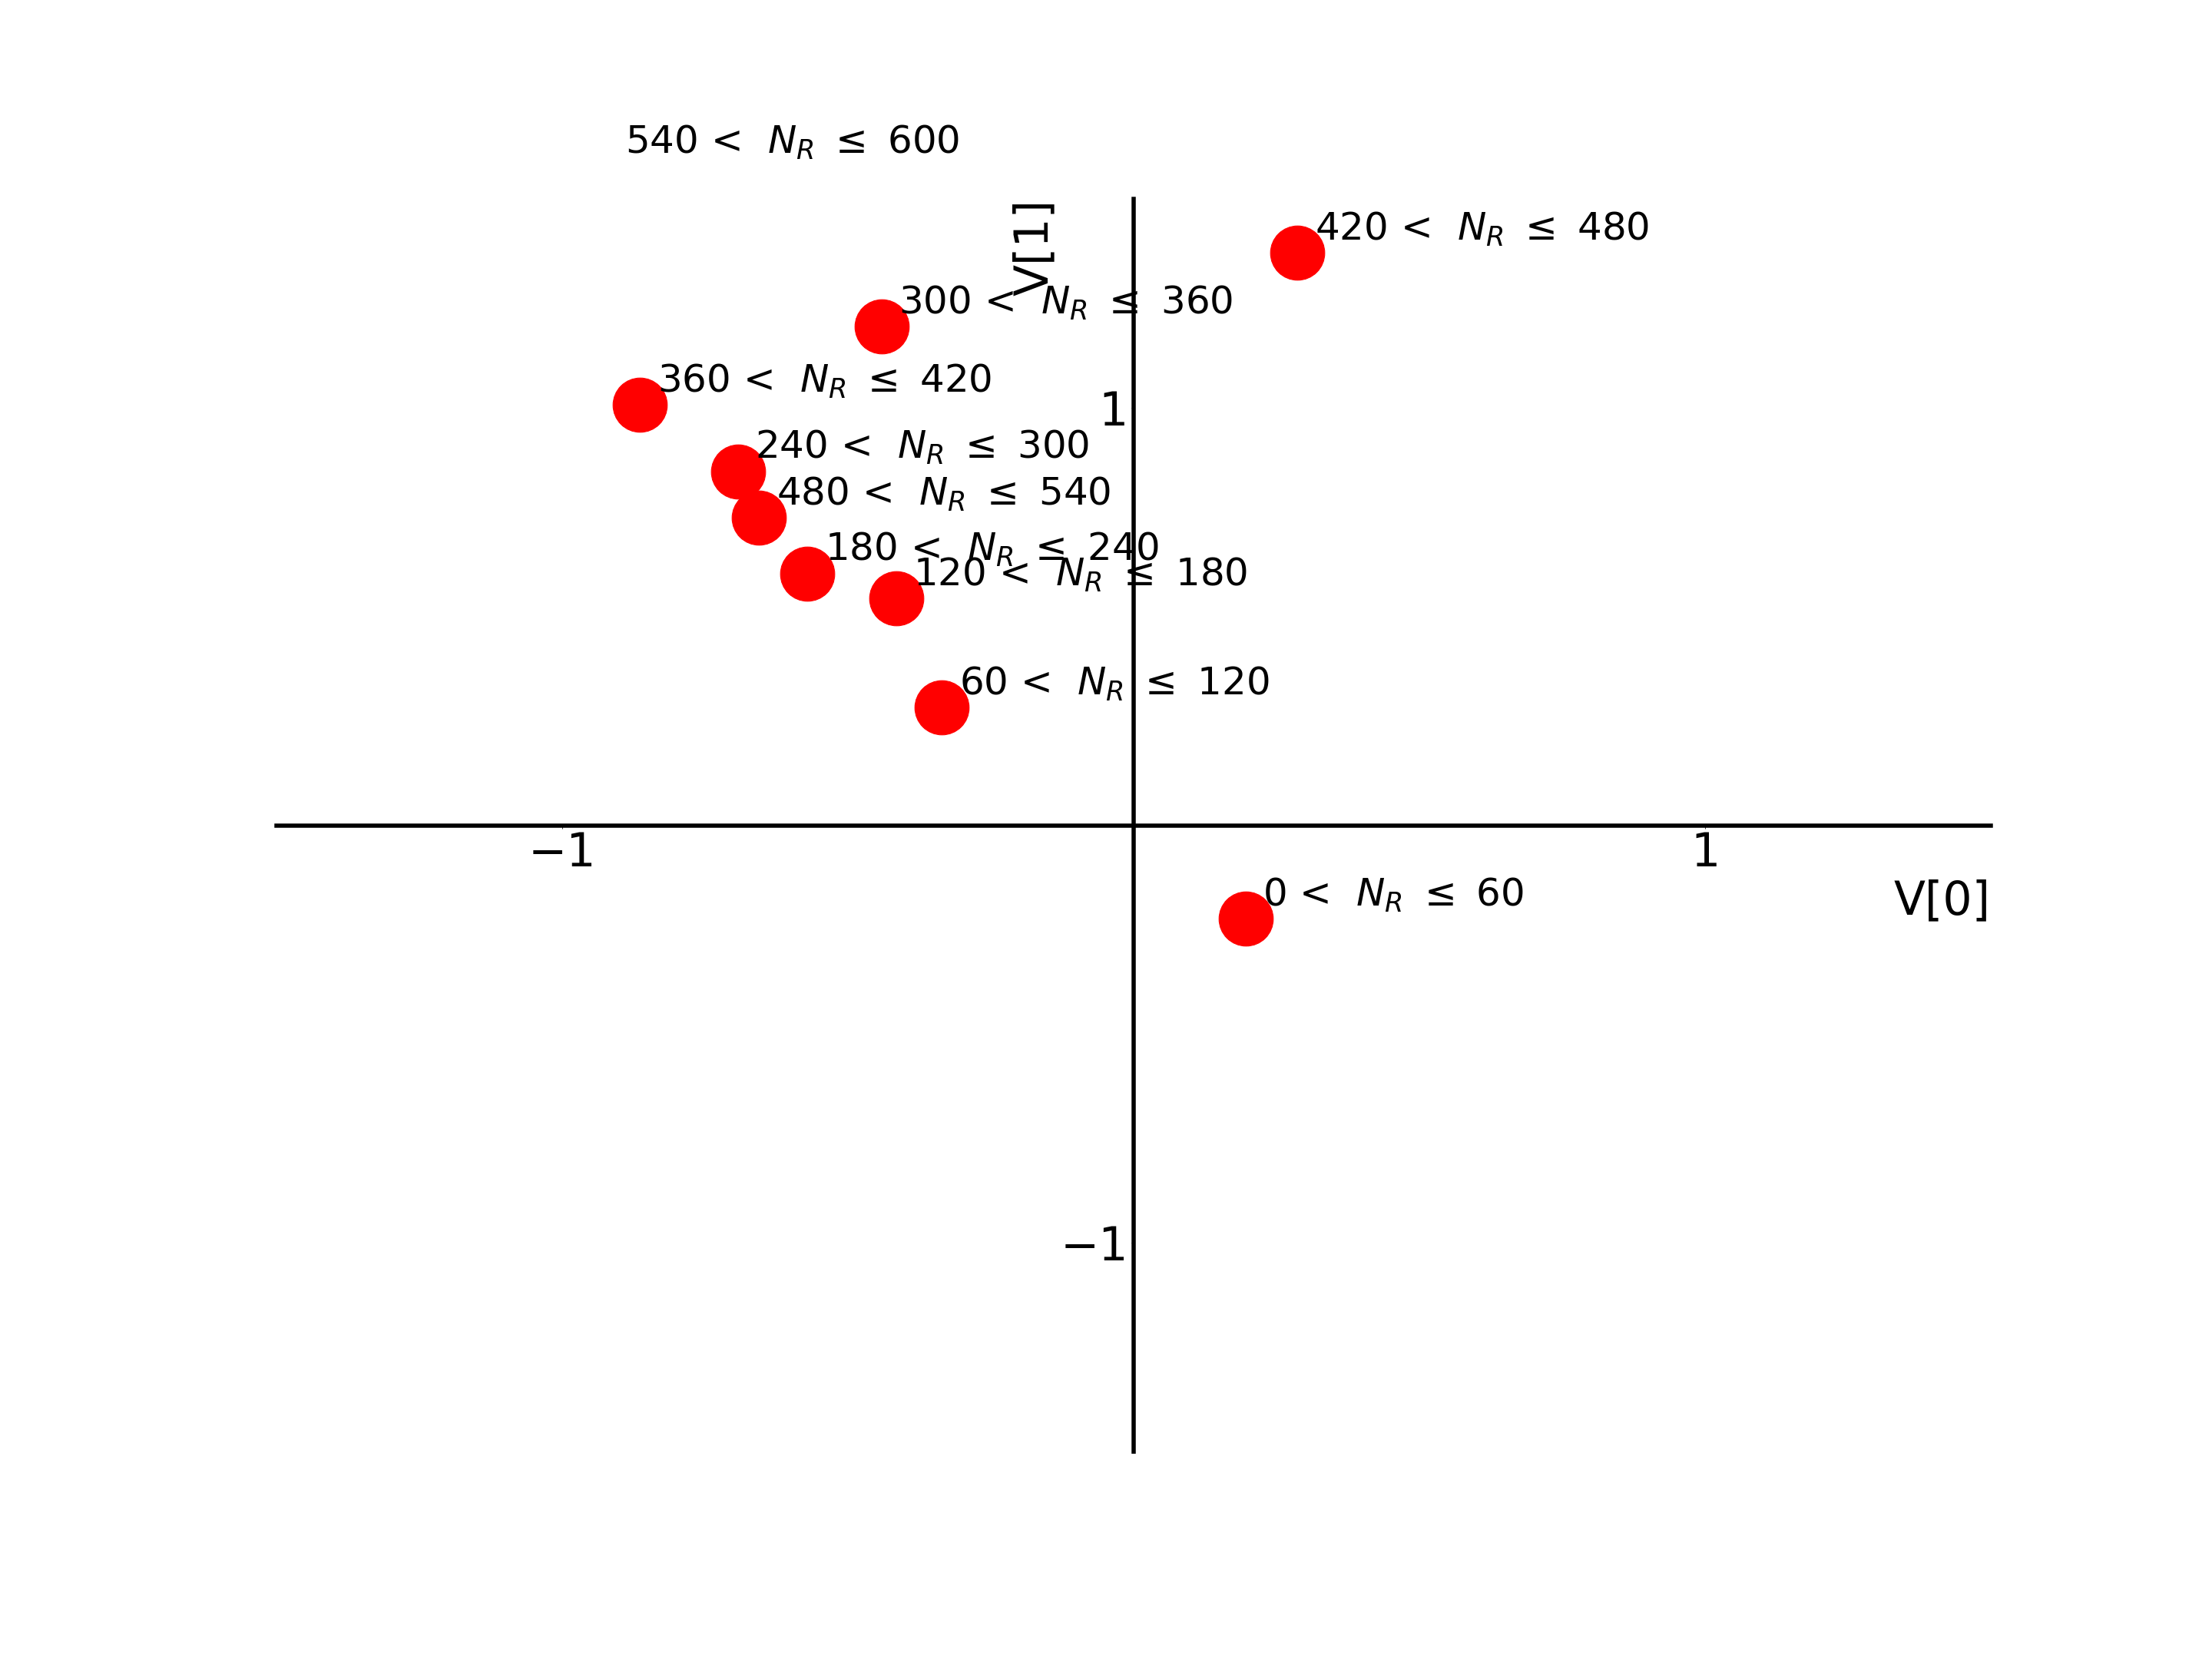 540 < N_R ≤ 600
V[1]
420 < N_R ≤ 480
300 < N_R ≤ 360
360 < N_R ≤ 420
1
240 < N_R ≤ 300
480 < N_R ≤ 540
180 < N_R ≤ 240
120 < N_R ≤ 180
60 < N_R ≤ 120
−1
1
0 < N_R ≤ 60
V[0]
−1